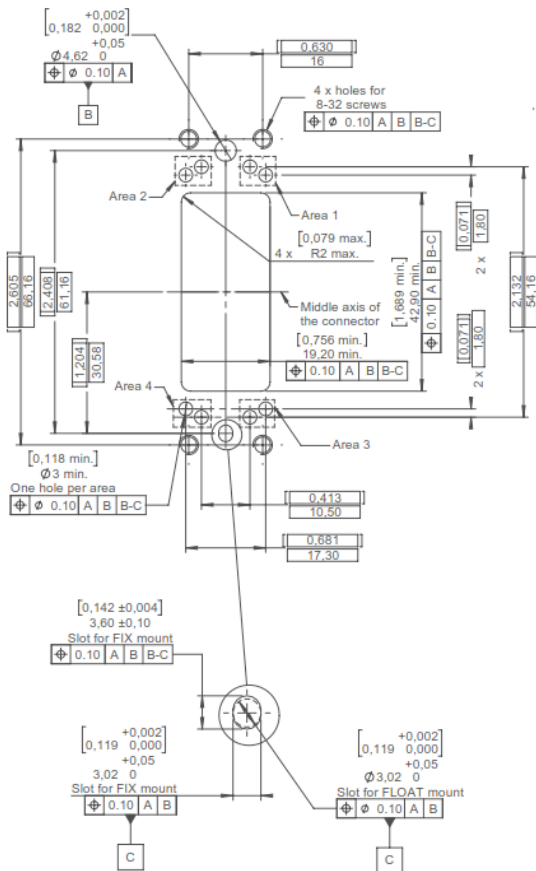 +0,002
[0,182 0,000]
+0,05
Ø4,62 0
⌖ ø 0.10 A
B
[0,630]
16
4 x holes for
8-32 screws
⌖ ø 0.10 A B B-C
Area 2
Area 1
[0,079 max.]
4 x R2 max.
[0,071]
1,80
2 x
[2,605]
66,16
[2,408]
61,16
[1,689 min.]
42,90 min.
⌖ 0.10 A B B-C
[2,132]
54,16
Middle axis of
the connector
[1,204]
30,58
[0,756 min.]
19,20 min.
⌖ 0.10 A B B-C
[0,071]
1,80
2 x
Area 4
Area 3
[0,118 min.]
Ø3 min.
One hole per area
⌖ ø 0.10 A B B-C
[0,413]
10,50
[0,681]
17,30
[0,142 ±0,004]
3,60 ±0,10
Slot for FIX mount
⌖ 0.10 A B B-C
+0,002
[0,119 0,000]
+0,05
3,02 0
Slot for FIX mount
⌖ 0.10 A B
C
+0,002
[0,119 0,000]
+0,05
Ø3,02 0
Slot for FLOAT mount
⌖ ø 0.10 A B
C